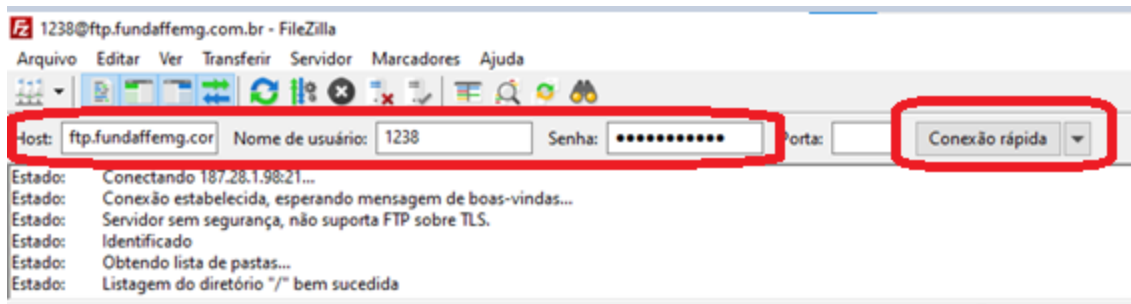 Fz 1238@ftp.fundaffemg.com.br - FileZilla
Arquivo Editar Ver Transferir Servidor Marcadores Ajuda
Host: ftp.fundaffemg.cor Nome de usuário: 1238 Senha: ●●●●●●●●●●● Porta: Conexão rápida
Estado: Conectando 187.28.1.98:21...
Estado: Conexão estabelecida, esperando mensagem de boas-vindas...
Estado: Servidor sem segurança, não suporta FTP sobre TLS.
Estado: Identificado
Estado: Obtendo lista de pastas...
Estado: Listagem do diretório "/" bem sucedida